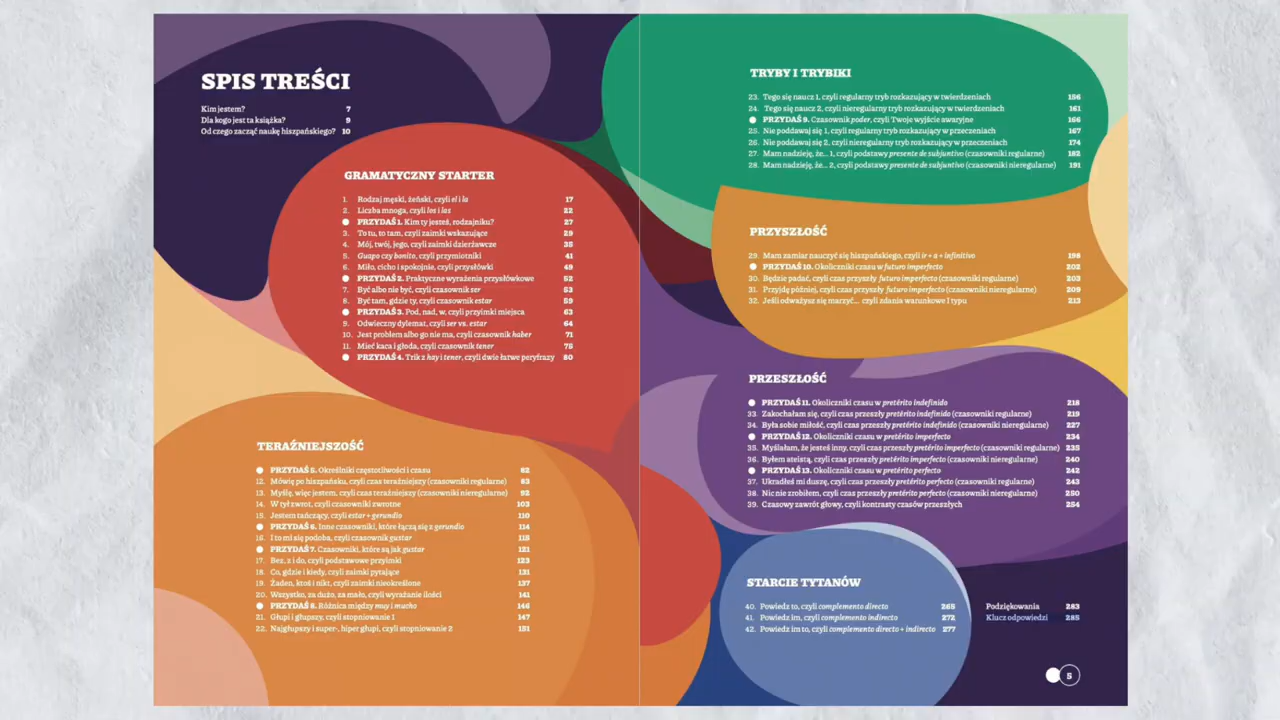 SPIS TREŚCI
Kim jestem? 7
Dla kogo jest ta książka? 9
Od czego zacząć naukę hiszpańskiego? 10
GRAMATYCZNY STARTER
1. Rodzaj męski, żeński, czyli el i la 17
2. Liczba mnoga, czyli los i las 22
PRZYDAŚ 1. Kim ty jesteś, rodzajniku? 27
3. To tu, to tam, czyli zaimki wskazujące 29
4. Mój, twój, jego, czyli zaimki dzierżawcze 35
5. Guapo czy bonito, czyli przymiotniki 41
6. Miło, cicho i spokojnie, czyli przysłówki 49
PRZYDAŚ 2. Praktyczne wyrażenia przysłówkowe 52
7. Być albo nie być, czyli czasownik ser 53
8. Być tam, gdzie ty, czyli czasownik estar 59
PRZYDAŚ 3. Pod, nad, w, czyli przyimki miejsca 63
9. Odwieczny dylemat, czyli ser vs. estar 64
10. Jest problem albo go nie ma, czyli czasownik haber 71
11. Mieć kaca i głoda, czyli czasownik tener 75
PRZYDAŚ 4. Trik z hay i tener, czyli dwie łatwe peryfrazy 80
TERAŹNIEJSZOŚĆ
PRZYDAŚ 5. Określniki częstotliwości i czasu 82
12. Mówię po hiszpańsku, czyli czas teraźniejszy (czasowniki regularne) 83
13. Myślę, więc jestem, czyli czas teraźniejszy (czasowniki nieregularne) 92
14. W tył zwrot, czyli czasowniki zwrotne 103
15. Jestem tańczący, czyli estar + gerundio 110
PRZYDAŚ 6. Inne czasowniki, które łączą się z gerundio 114
16. I to mi się podoba, czyli czasownik gustar 115
PRZYDAŚ 7. Czasowniki, które są jak gustar 121
17. Bez, z i do, czyli podstawowe przyimki 123
18. Co, gdzie i kiedy, czyli zaimki pytające 131
19. Żaden, ktoś i nikt, czyli zaimki nieokreślone 137
20. Wszystko, za dużo, za mało, czyli wyrażanie ilości 141
PRZYDAŚ 8. Różnica między muy i mucho 146
21. Głupi i głupszy, czyli stopniowanie 1 147
22. Najgłupszy i super-, hiper głupi, czyli stopniowanie 2 151
TRYBY I TRYBIKI
23. Tego się naucz 1, czyli regularny tryb rozkazujący w twierdzeniach 156
24. Tego się naucz 2, czyli nieregularny tryb rozkazujący w twierdzeniach 161
PRZYDAŚ 9. Czasownik poder, czyli Twoje wyjście awaryjne 166
25. Nie poddawaj się 1, czyli regularny tryb rozkazujący w przeczeniach 167
26. Nie poddawaj się 2, czyli nieregularny tryb rozkazujący w przeczeniach 174
27. Mam nadzieję, że... 1, czyli podstawy presente de subjuntivo (czasowniki regularne) 182
28. Mam nadzieję, że... 2, czyli podstawy presente de subjuntivo (czasowniki nieregularne) 191
PRZYSZŁOŚĆ
29. Mam zamiar nauczyć się hiszpańskiego, czyli ir + a + infinitivo 198
PRZYDAŚ 10. Okoliczniki czasu w futuro imperfecto 202
30. Będzie padać, czyli czas przyszły futuro imperfecto (czasowniki regularne) 203
31. Przyjdę później, czyli czas przyszły futuro imperfecto (czasowniki nieregularne) 209
32. Jeśli odważysz się marzyć... czyli zdania warunkowe I typu 213
PRZESZŁOŚĆ
PRZYDAŚ 11. Okoliczniki czasu w pretérito indefinido 218
33. Zakochałam się, czyli czas przeszły pretérito indefinido (czasowniki regularne) 219
34. Była sobie miłość, czyli czas przeszły pretérito indefinido (czasowniki nieregularne) 227
PRZYDAŚ 12. Okoliczniki czasu w pretérito imperfecto 234
35. Myślałam, że jesteś inny, czyli czas przeszły pretérito imperfecto (czasowniki regularne) 235
36. Byłem ateistą, czyli czas przeszły pretérito imperfecto (czasowniki nieregularne) 240
PRZYDAŚ 13. Okoliczniki czasu w pretérito perfecto 242
37. Ukradłeś mi duszę, czyli czas przeszły pretérito perfecto (czasowniki regularne) 243
38. Nic nie zrobiłem, czyli czas przeszły pretérito perfecto (czasowniki nieregularne) 250
39. Czasowy zawrót głowy, czyli kontrasty czasów przeszłych 254
STARCIE TYTANÓW
40. Powiedz to, czyli complemento directo 265
41. Powiedz im, czyli complemento indirecto 272
42. Powiedz im to, czyli complemento directo + indirecto 277
Podziękowania 283
Klucz odpowiedzi 285
5